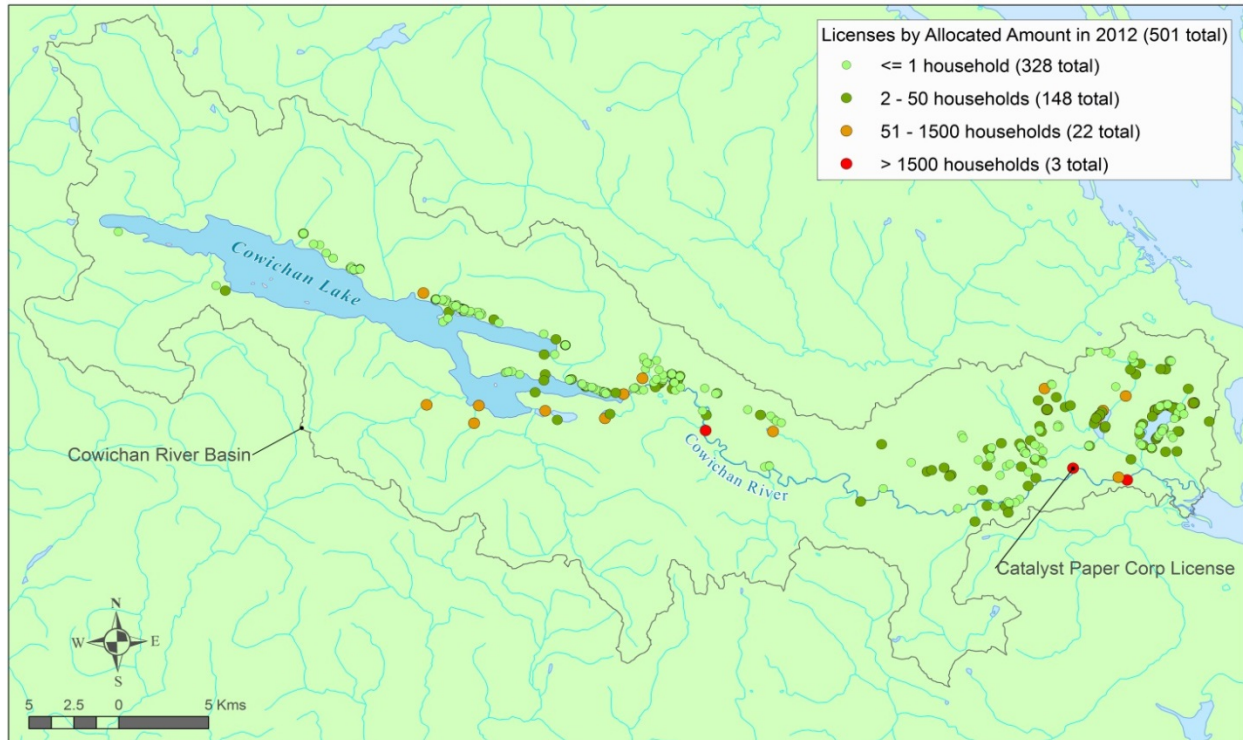 Licenses by Allocated Amount in 2012 (501 total)
<= 1 household (328 total)
2 - 50 households (148 total)
51 - 1500 households (22 total)
> 1500 households (3 total)
Cowichan Lake
Cowichan River Basin
Cowichan River
Catalyst Paper Corp License
N
W E
S
5 2.5 0 5 Kms